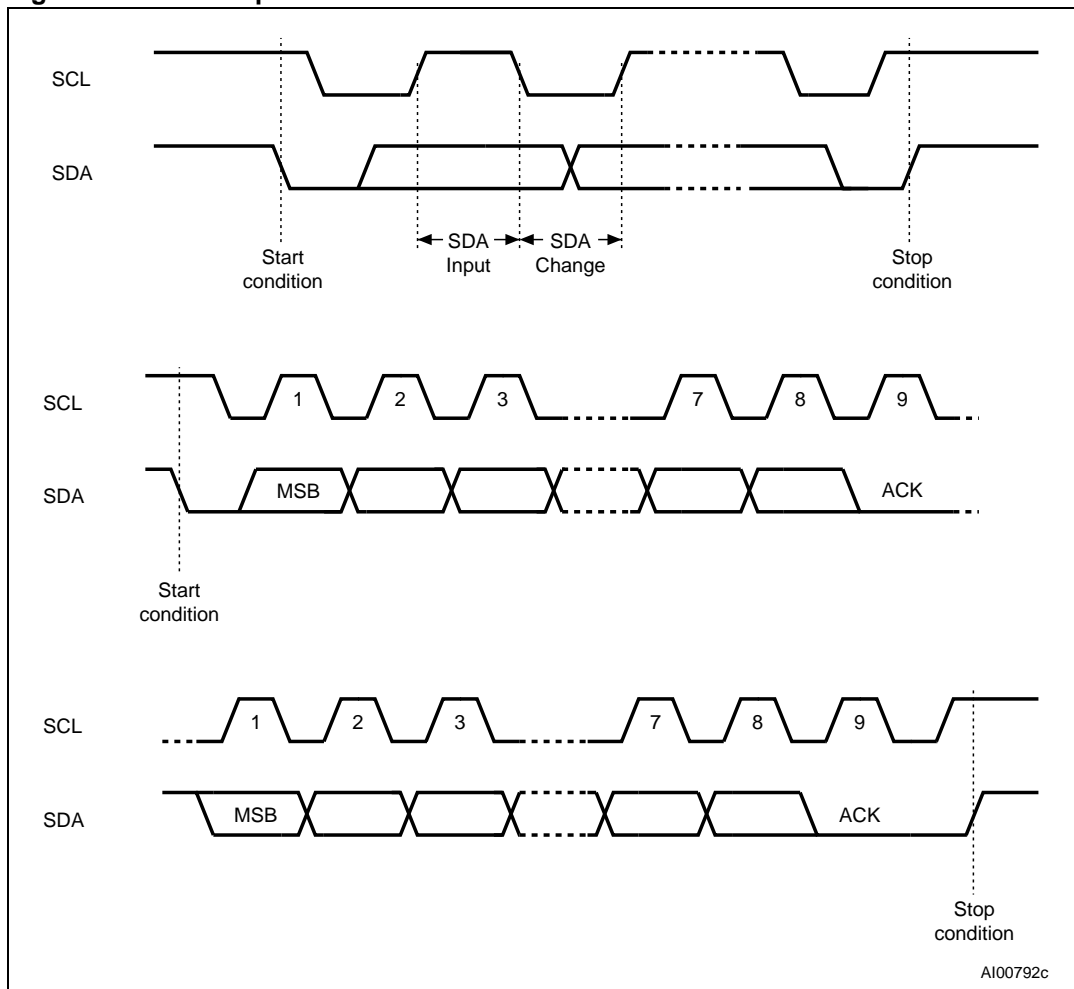 SCL
SDA
Start
condition
SDA
Input
SDA
Change
Stop
condition
SCL
1 2 3 7 8 9
SDA
MSB
ACK
Start
condition
SCL
1 2 3 7 8 9
SDA
MSB
ACK
Stop
condition
AI00792c